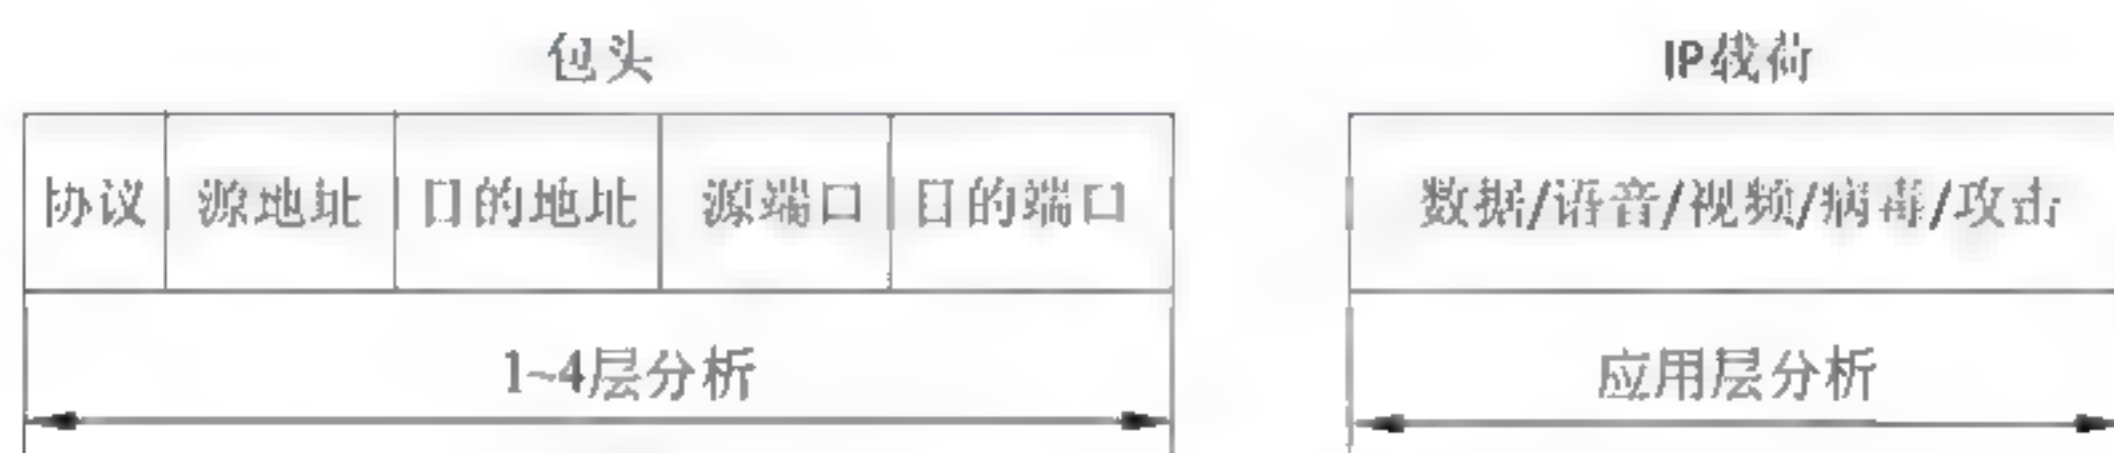 包头
IP载荷
协议 源地址 目的地址 源端口 目的端口
数据/语音/视频/病毒/攻击
1~4层分析
应用层分析